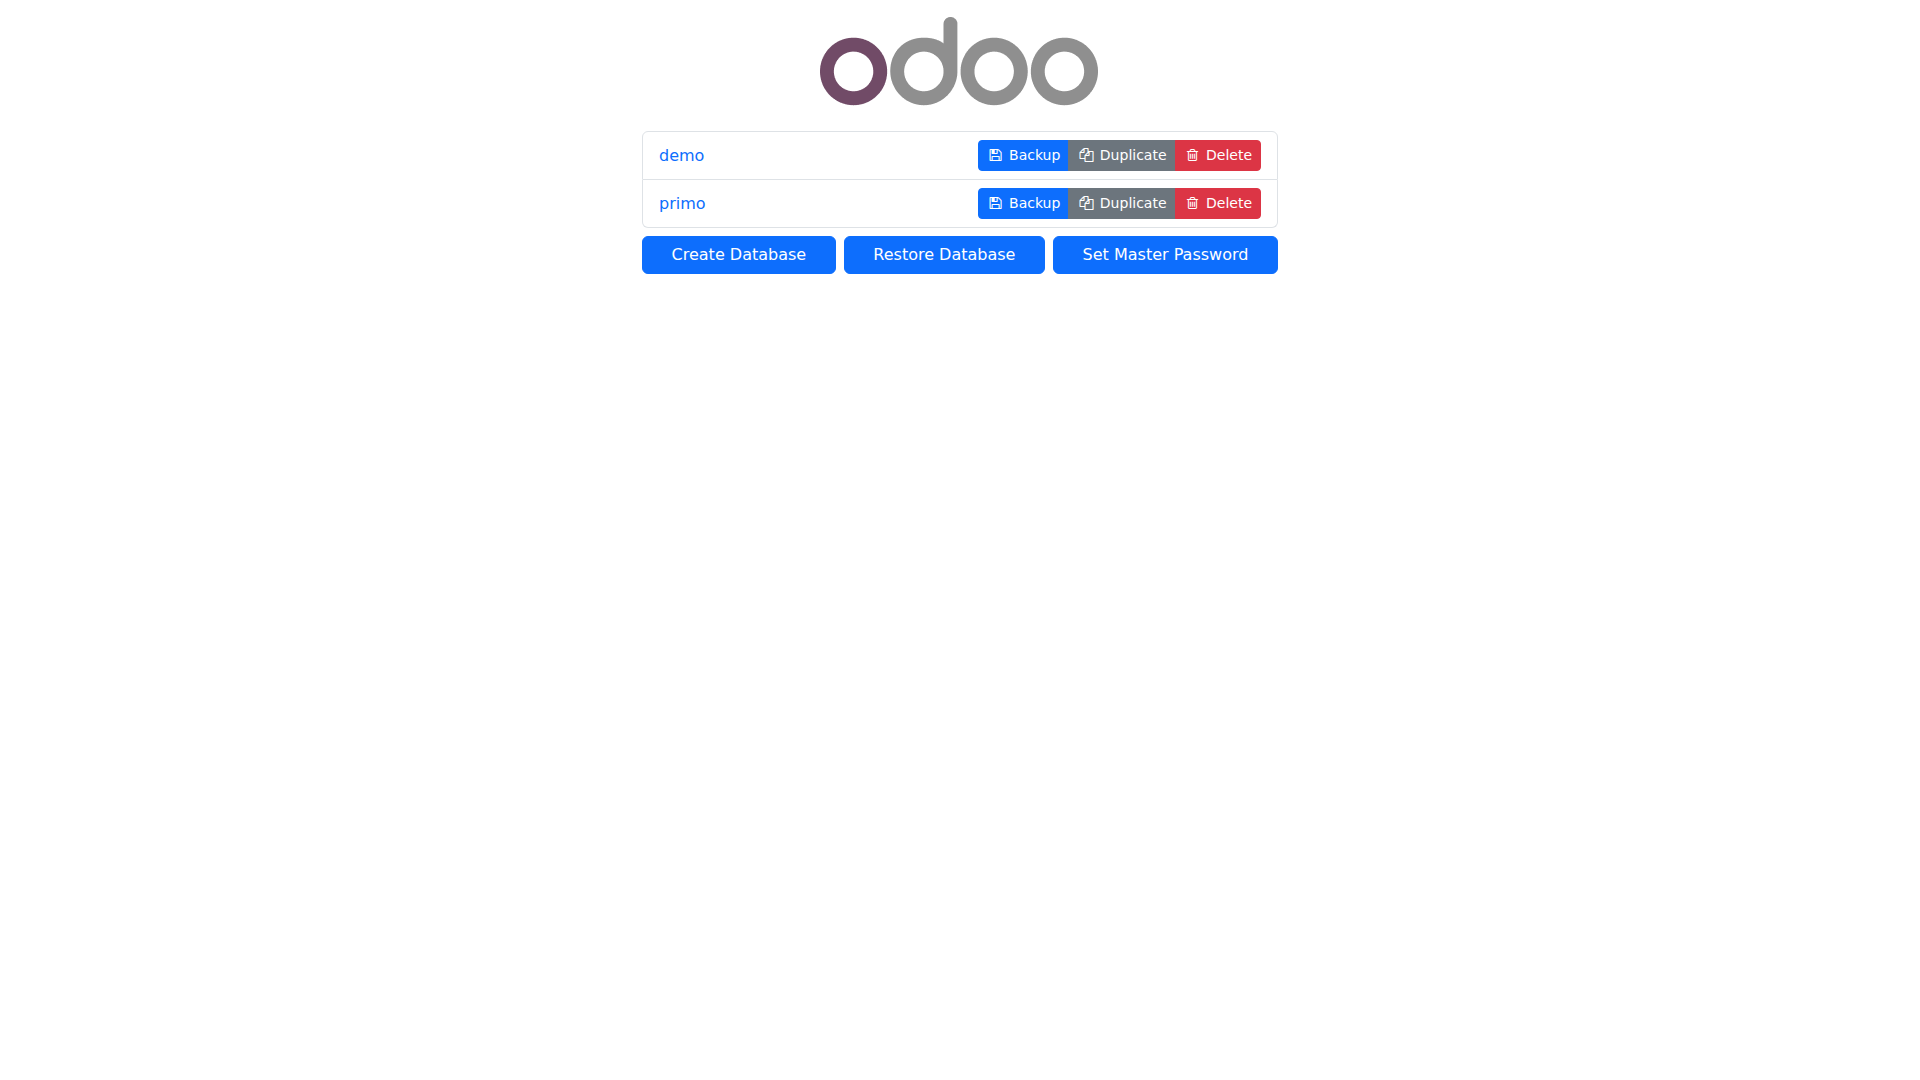 odoo
demo Backup Duplicate Delete
primo Backup Duplicate Delete
Create Database Restore Database Set Master Password